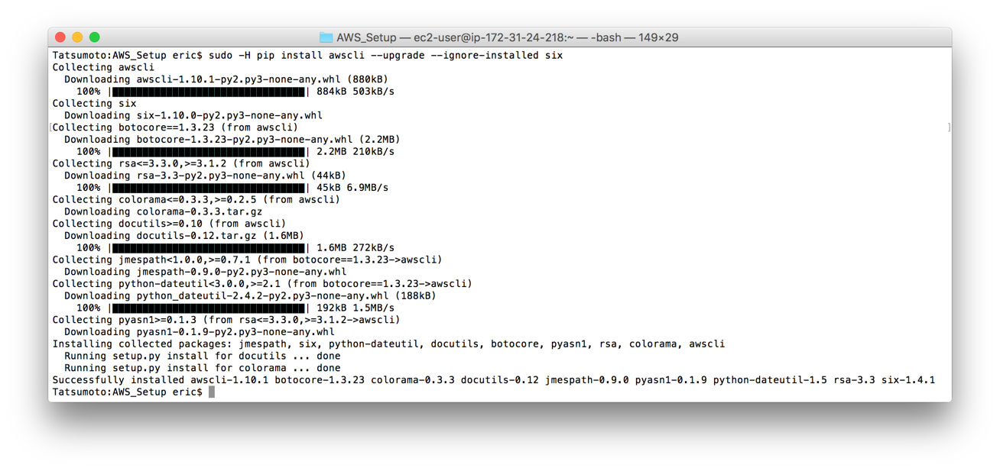 AWS_Setup — ec2-user@ip-172-31-24-218:~ — -bash — 149×29
Tatsumoto:AWS_Setup eric$ sudo -H pip install awscli --upgrade --ignore-installed six
Collecting awscli
  Downloading awscli-1.10.1-py2.py3-none-any.whl (880kB)
    100% |████████████████████████████████| 884kB 503kB/s
Collecting six
  Downloading six-1.10.0-py2.py3-none-any.whl
[Collecting botocore==1.3.23 (from awscli) ]
  Downloading botocore-1.3.23-py2.py3-none-any.whl (2.2MB)
    100% |████████████████████████████████| 2.2MB 210kB/s
Collecting rsa<=3.3.0,>=3.1.2 (from awscli)
  Downloading rsa-3.3-py2.py3-none-any.whl (44kB)
    100% |████████████████████████████████| 45kB 6.9MB/s
Collecting colorama<=0.3.3,>=0.2.5 (from awscli)
  Downloading colorama-0.3.3.tar.gz
Collecting docutils>=0.10 (from awscli)
  Downloading docutils-0.12.tar.gz (1.6MB)
    100% |████████████████████████████████| 1.6MB 272kB/s
Collecting jmespath<1.0.0,>=0.7.1 (from botocore==1.3.23->awscli)
  Downloading jmespath-0.9.0-py2.py3-none-any.whl
Collecting python-dateutil<3.0.0,>=2.1 (from botocore==1.3.23->awscli)
  Downloading python_dateutil-2.4.2-py2.py3-none-any.whl (188kB)
    100% |████████████████████████████████| 192kB 1.5MB/s
Collecting pyasn1>=0.1.3 (from rsa<=3.3.0,>=3.1.2->awscli)
  Downloading pyasn1-0.1.9-py2.py3-none-any.whl
Installing collected packages: jmespath, six, python-dateutil, docutils, botocore, pyasn1, rsa, colorama, awscli
  Running setup.py install for docutils ... done
  Running setup.py install for colorama ... done
Successfully installed awscli-1.10.1 botocore-1.3.23 colorama-0.3.3 docutils-0.12 jmespath-0.9.0 pyasn1-0.1.9 python-dateutil-1.5 rsa-3.3 six-1.4.1
Tatsumoto:AWS_Setup eric$